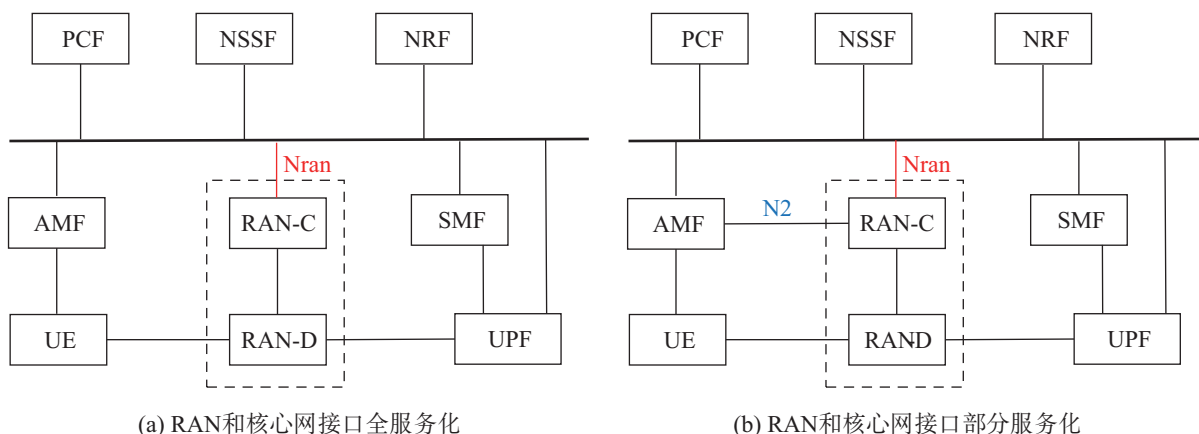 PCF NSSF NRF
Nran
AMF RAN-C SMF
UE RAN-D UPF
(a) RAN和核心网接口全服务化
PCF NSSF NRF
Nran
N2
AMF RAN-C SMF
UE RAND UPF
(b) RAN和核心网接口部分服务化